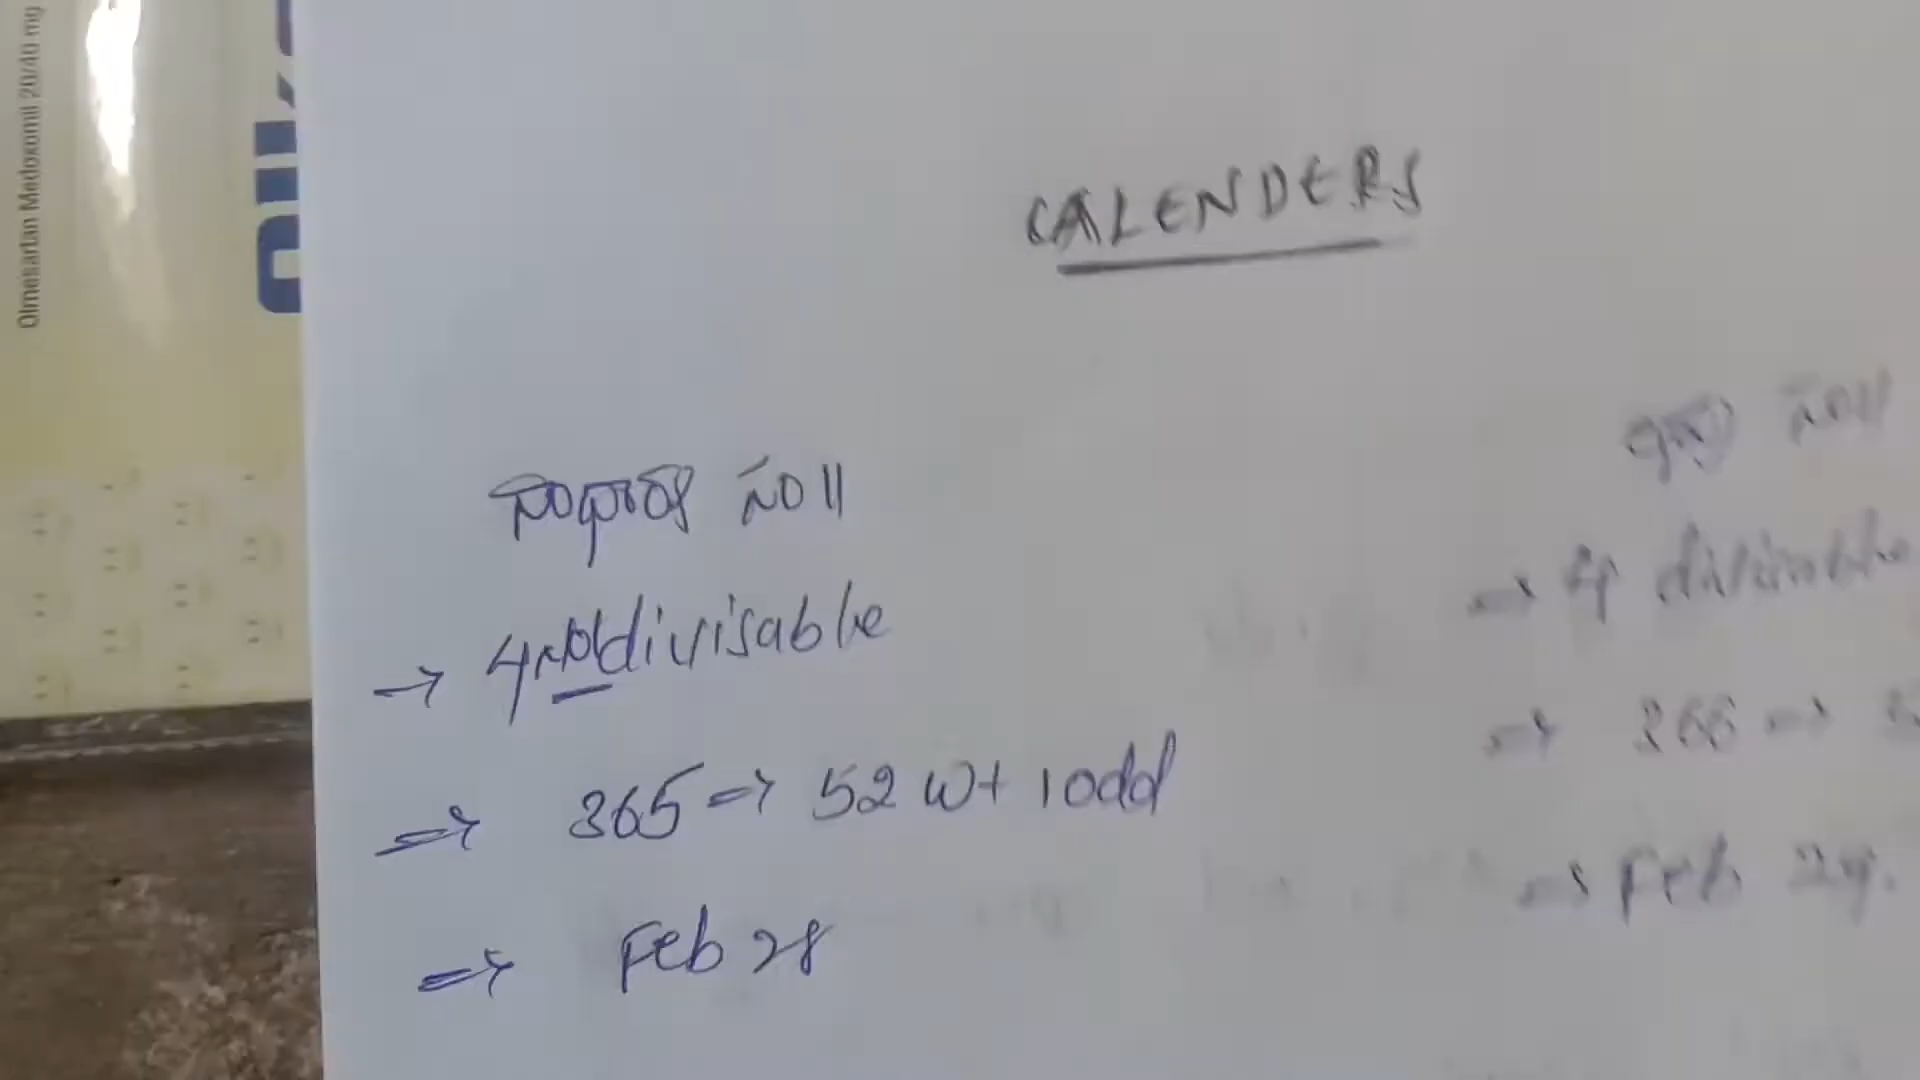 Olmesartan Medoxomil 20/40 mg
CALENDERS
సాధారణ సం॥
→ 4 not divisable
⇒ 365 ⇒ 52 w + 1 odd
⇒ Feb 28
సం॥
⇒ 4 divisable
⇒ 366 ⇒
⇒ Feb 29.